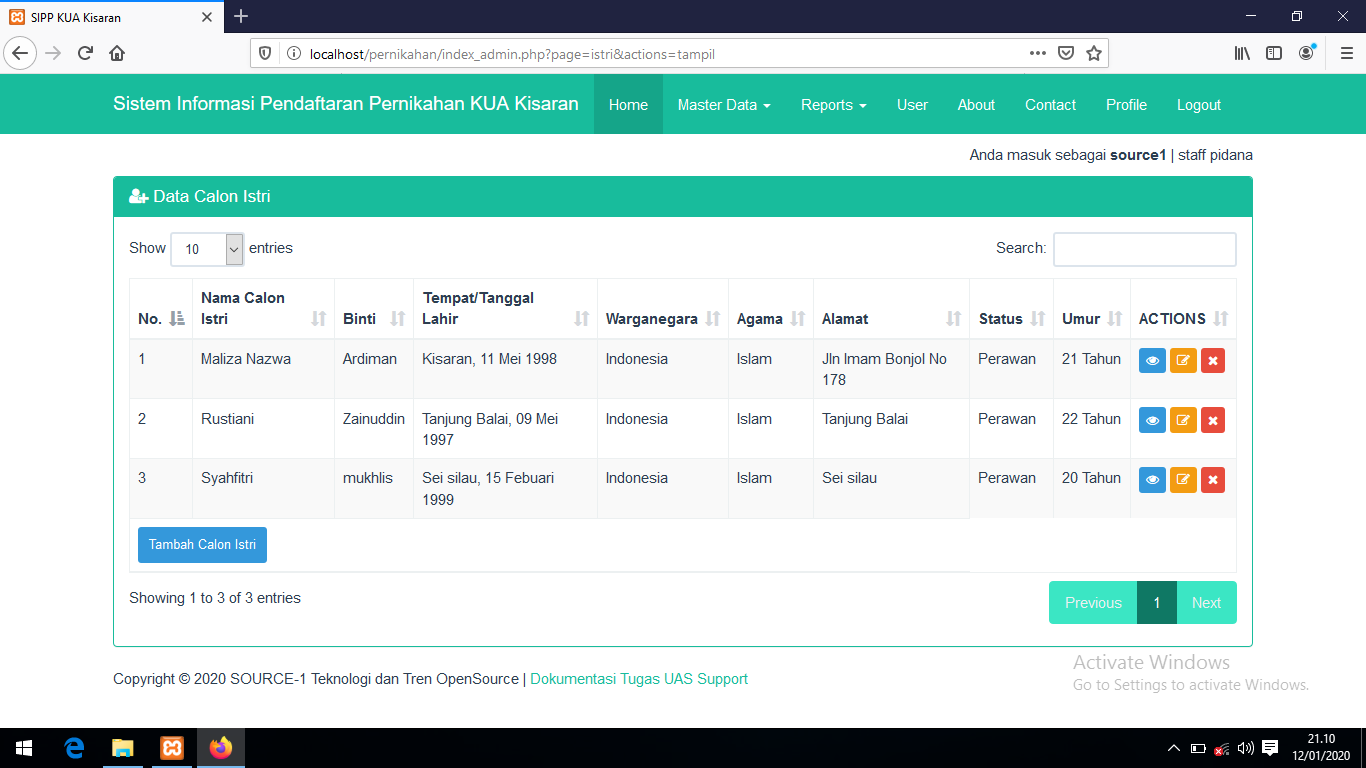 SIPP KUA Kisaran
localhost/pernikahan/index_admin.php?page=istri&actions=tampil
Sistem Informasi Pendaftaran Pernikahan KUA Kisaran Home Master Data Reports User About Contact Profile Logout
Anda masuk sebagai source1 | staff pidana
Data Calon Istri
Show 10 entries Search:
No. Nama Calon Istri Binti Tempat/Tanggal Lahir Warganegara Agama Alamat Status Umur ACTIONS
1 Maliza Nazwa Ardiman Kisaran, 11 Mei 1998 Indonesia Islam Jln Imam Bonjol No 178 Perawan 21 Tahun
2 Rustiani Zainuddin Tanjung Balai, 09 Mei 1997 Indonesia Islam Tanjung Balai Perawan 22 Tahun
3 Syahfitri mukhlis Sei silau, 15 Febuari 1999 Indonesia Islam Sei silau Perawan 20 Tahun
Tambah Calon Istri
Showing 1 to 3 of 3 entries Previous 1 Next
Activate Windows
Go to Settings to activate Windows.
Copyright © 2020 SOURCE-1 Teknologi dan Tren OpenSource | Dokumentasi Tugas UAS Support
21.10
12/01/2020